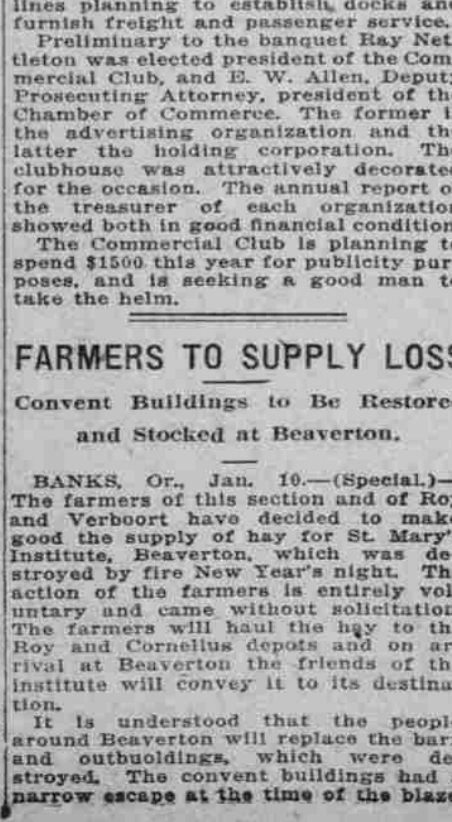 lines planning to establish docks and
furnish freight and passenger service.
Preliminary to the banquet Ray Net-
tleton was elected president of the Com-
mercial Club, and E. W. Allen, Deputy
Prosecuting Attorney, president of the
Chamber of Commerce. The former i
the advertising organization and th
latter the holding corporation. Th
clubhouse was attractively decorated
for the occasion. The annual report o
the treasurer of each organization
showed both in good financial condition
The Commercial Club is planning t
spend $1500 this year for publicity pur
poses, and is seeking a good man t
take the helm.
FARMERS TO SUPPLY LOSS
Convent Buildings to Be Restore
and Stocked at Beaverton.
BANKS, Or., Jan. 10.—(Special.)—
The farmers of this section and of Roy
and Verboort have decided to make
good the supply of hay for St. Mary'
Institute, Beaverton, which was de
stroyed by fire New Year's night. Th
action of the farmers is entirely vol
untary and came without solicitation
The farmers will haul the hay to th
Roy and Cornelius depots and on ar
rival at Beaverton the friends of th
institute will convey it to its destina
tion.
It is understood that the people
around Beaverton will replace the barn
and outbuoldings, which were de
stroyed. The convent buildings had
narrow escape at the time of the blaze